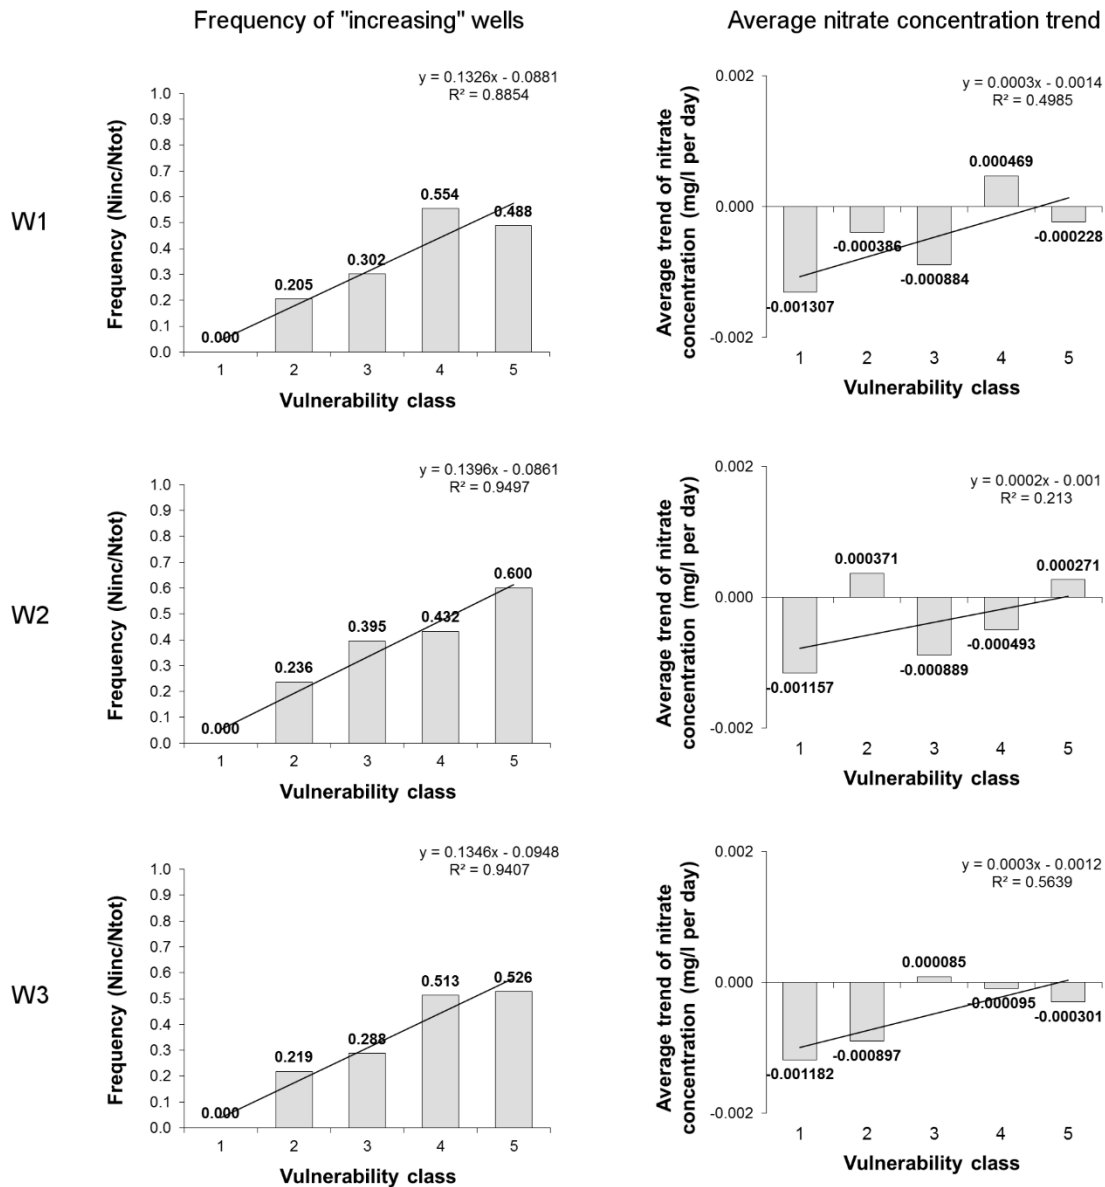 Frequency of "increasing" wells
Average nitrate concentration trend
W1
y = 0.1326x - 0.0881
R² = 0.8854
Frequency (Ninc/Ntot)
1.0
0.9
0.8
0.7
0.6
0.5
0.4
0.3
0.2
0.1
0.0
0.000
0.205
0.302
0.554
0.488
1 2 3 4 5
Vulnerability class
y = 0.0003x - 0.0014
R² = 0.4985
Average trend of nitrate
concentration (mg/l per day)
0.002
0.000
-0.002
-0.001307
-0.000386
-0.000884
0.000469
-0.000228
1 2 3 4 5
Vulnerability class
W2
y = 0.1396x - 0.0861
R² = 0.9497
Frequency (Ninc/Ntot)
1.0
0.9
0.8
0.7
0.6
0.5
0.4
0.3
0.2
0.1
0.0
0.000
0.236
0.395
0.432
0.600
1 2 3 4 5
Vulnerability class
y = 0.0002x - 0.001
R² = 0.213
Average trend of nitrate
concentration (mg/l per day)
0.002
0.000
-0.002
-0.001157
0.000371
-0.000889
-0.000493
0.000271
1 2 3 4 5
Vulnerability class
W3
y = 0.1346x - 0.0948
R² = 0.9407
Frequency (Ninc/Ntot)
1.0
0.9
0.8
0.7
0.6
0.5
0.4
0.3
0.2
0.1
0.0
0.000
0.219
0.288
0.513
0.526
1 2 3 4 5
Vulnerability class
y = 0.0003x - 0.0012
R² = 0.5639
Average trend of nitrate
concentration (mg/l per day)
0.002
0.000
-0.002
-0.001182
-0.000897
0.000085
-0.000095
-0.000301
1 2 3 4 5
Vulnerability class